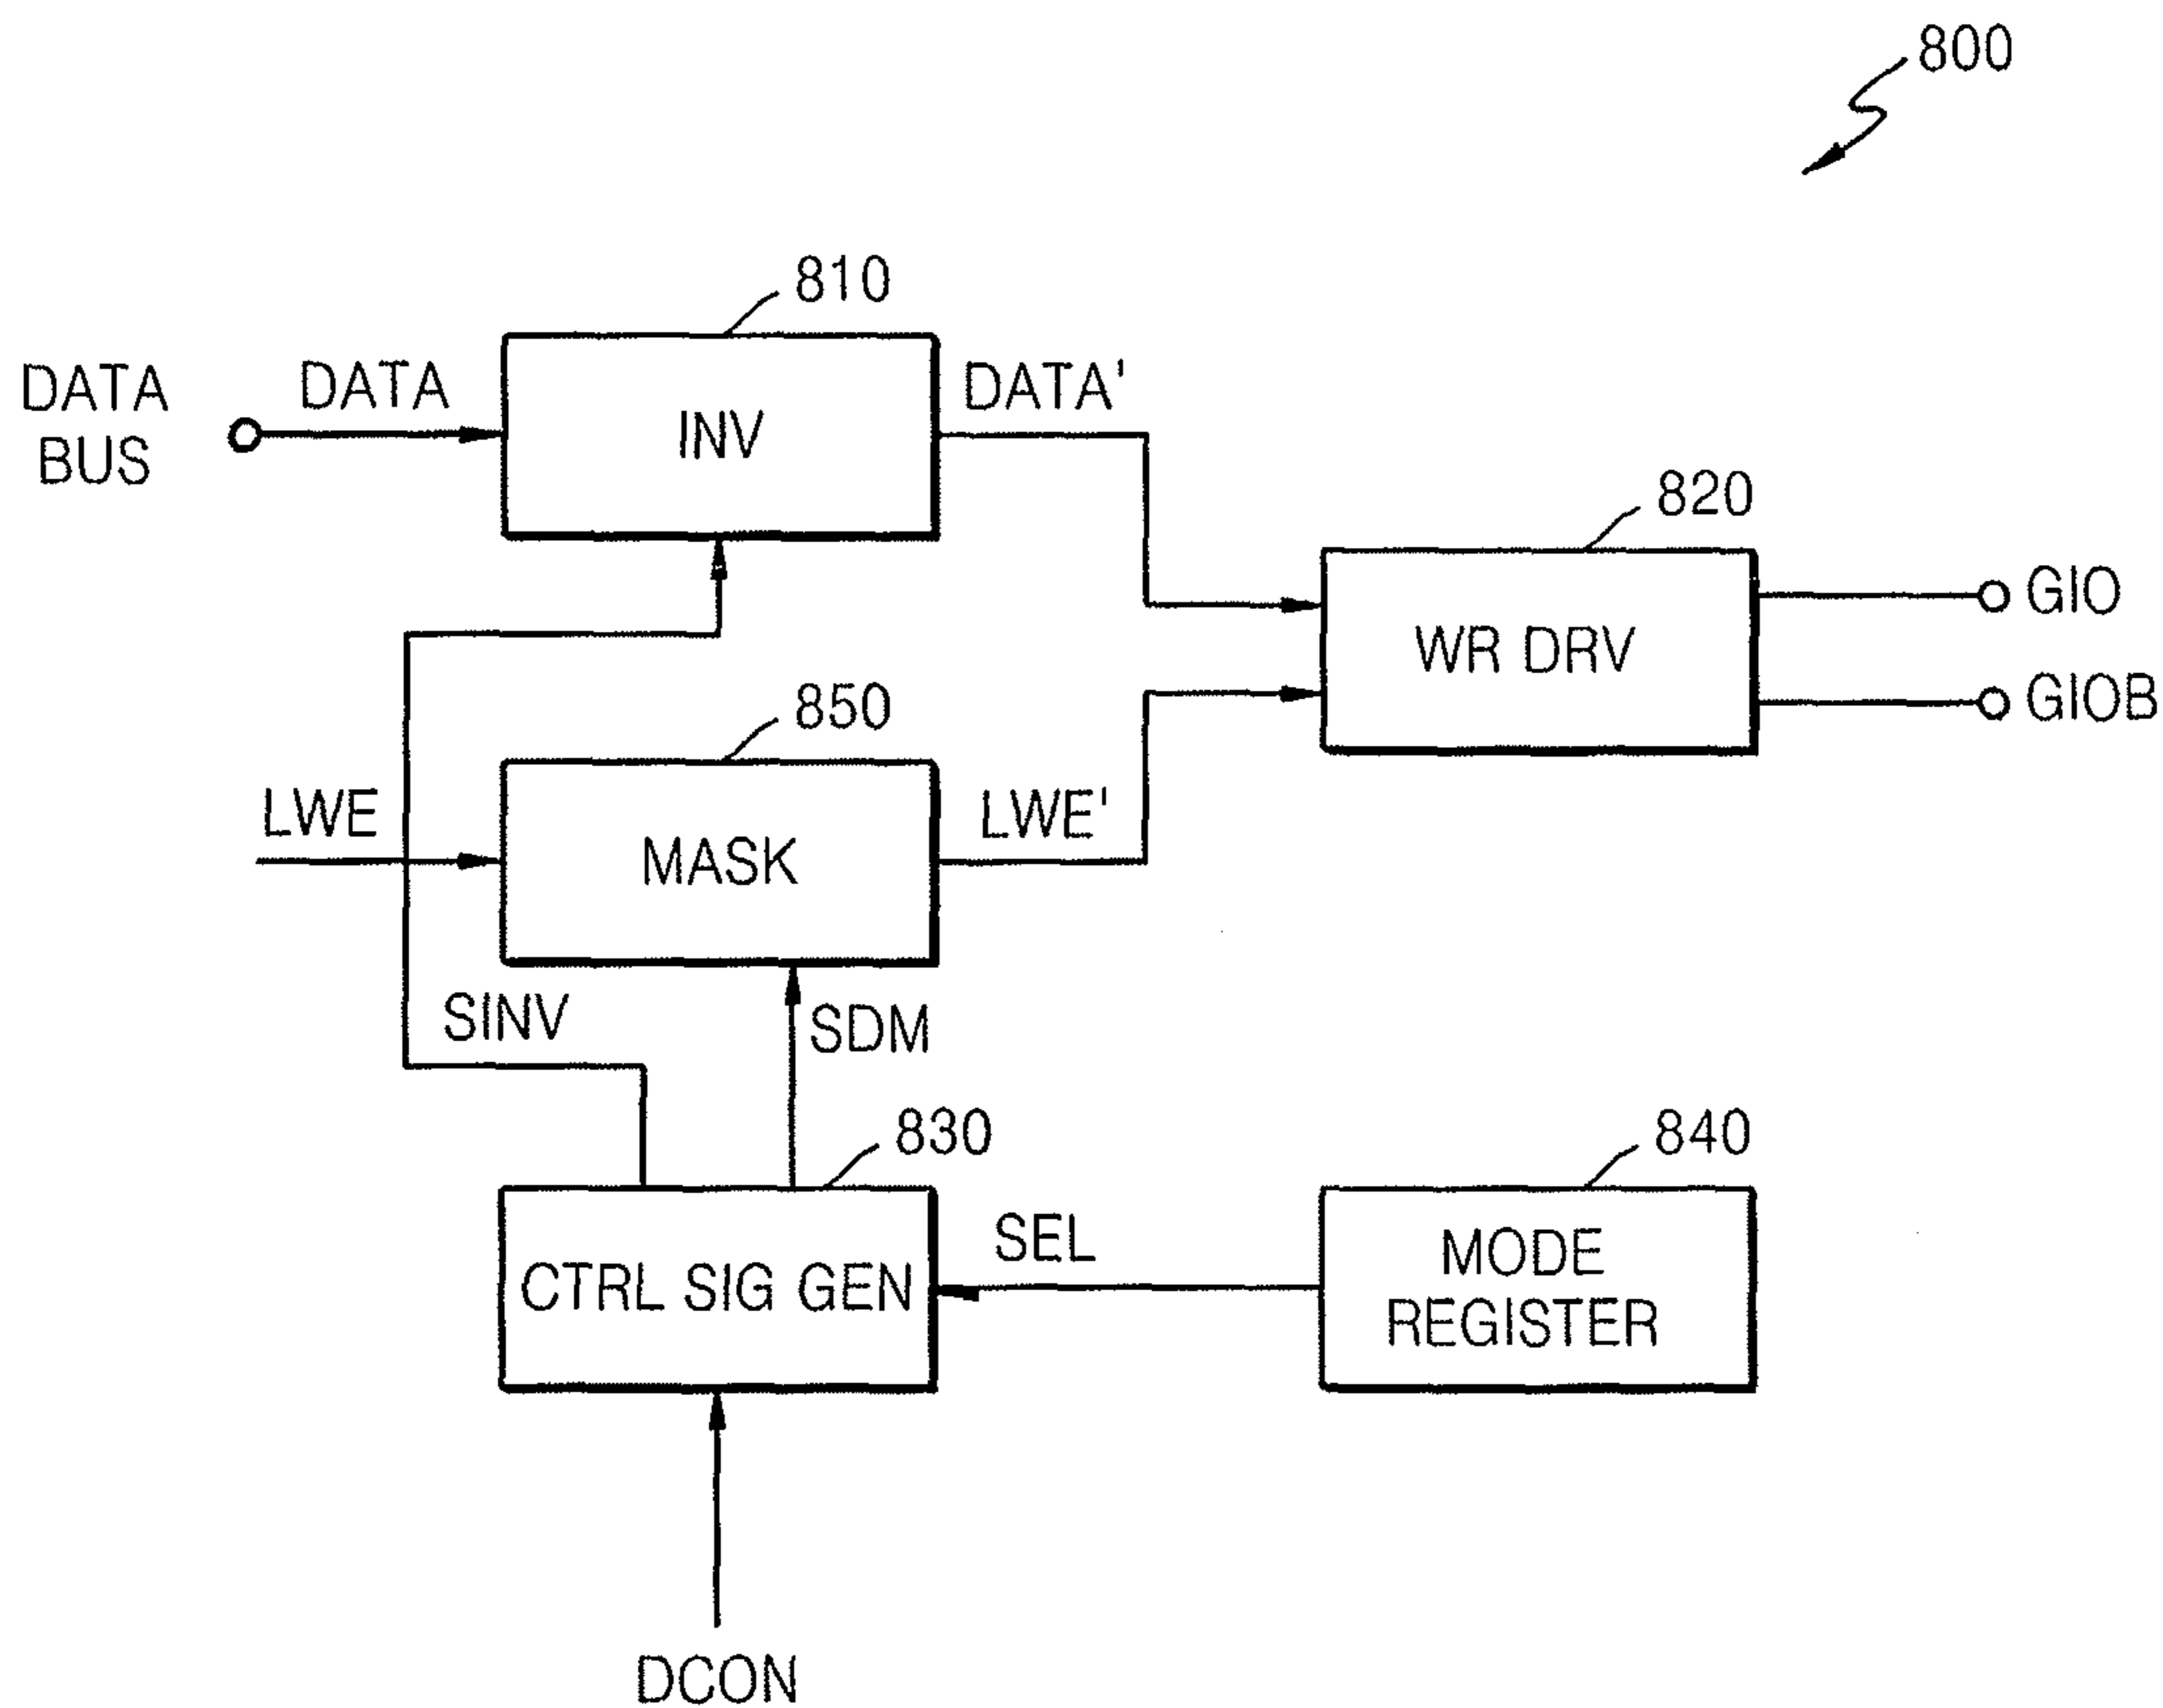 800
810
DATA
BUS
DATA
INV
DATA'
820
WR DRV
GIO
GIOB
850
LWE
MASK
LWE'
SINV
SDM
830
840
CTRL SIG GEN
SEL
MODE
REGISTER
DCON